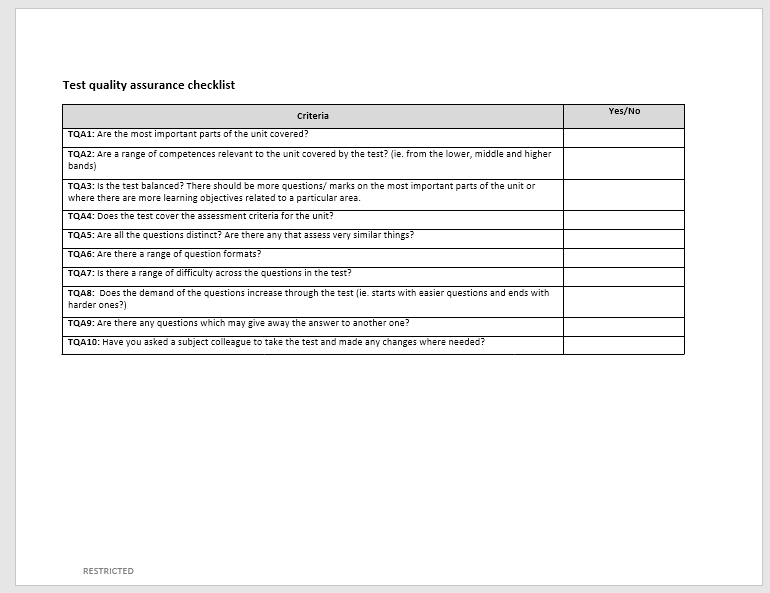 Test quality assurance checklist
Criteria
Yes/No
TQA1: Are the most important parts of the unit covered?
TQA2: Are a range of competences relevant to the unit covered by the test? (ie. from the lower, middle and higher
bands)
TQA3: Is the test balanced? There should be more questions/ marks on the most important parts of the unit or
where there are more learning objectives related to a particular area.
TQA4: Does the test cover the assessment criteria for the unit?
TQA5: Are all the questions distinct? Are there any that assess very similar things?
TQA6: Are there a range of question formats?
TQA7: Is there a range of difficulty across the questions in the test?
TQA8:  Does the demand of the questions increase through the test (ie. starts with easier questions and ends with
harder ones?)
TQA9: Are there any questions which may give away the answer to another one?
TQA10: Have you asked a subject colleague to take the test and made any changes where needed?
RESTRICTED